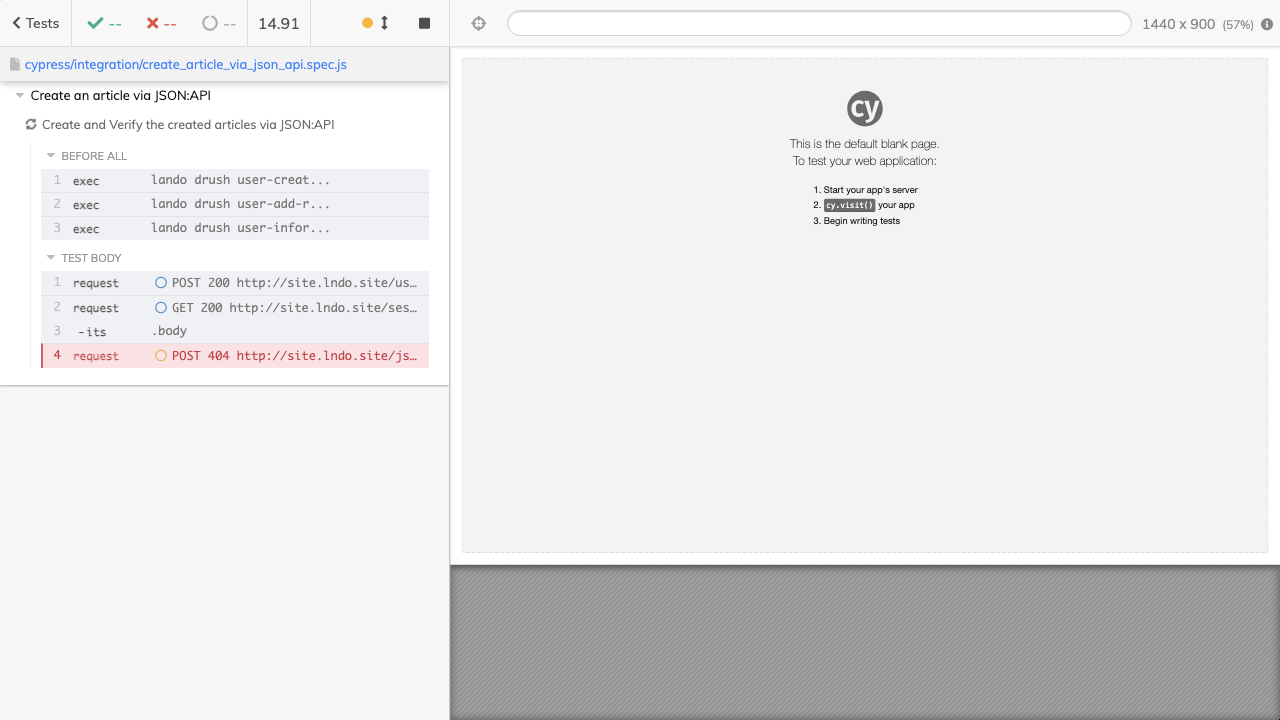 Tests
--
--
--
14.91
1440 x 900 (57%)
cypress/integration/create_article_via_json_api.spec.js
Create an article via JSON:API
Create and Verify the created articles via JSON:API
BEFORE ALL
1 exec lando drush user-creat...
2 exec lando drush user-add-r...
3 exec lando drush user-infor...
TEST BODY
1 request POST 200 http://site.lndo.site/us...
2 request GET 200 http://site.lndo.site/ses...
3 -its .body
4 request POST 404 http://site.lndo.site/js...
cy
This is the default blank page.
To test your web application:
1. Start your app's server
2. cy.visit() your app
3. Begin writing tests